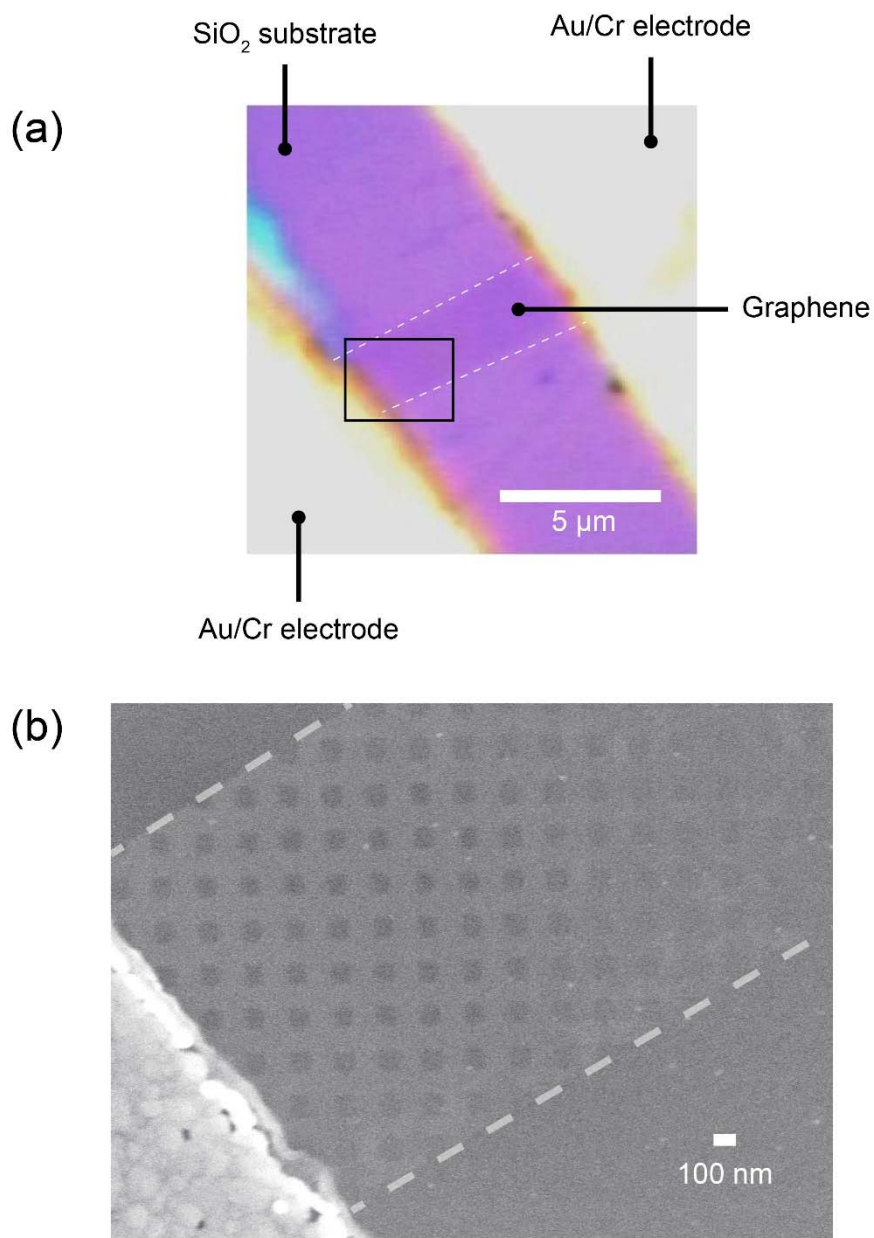 SiO₂ substrate
Au/Cr electrode
(a)
Graphene
5 µm
Au/Cr electrode
(b)
100 nm